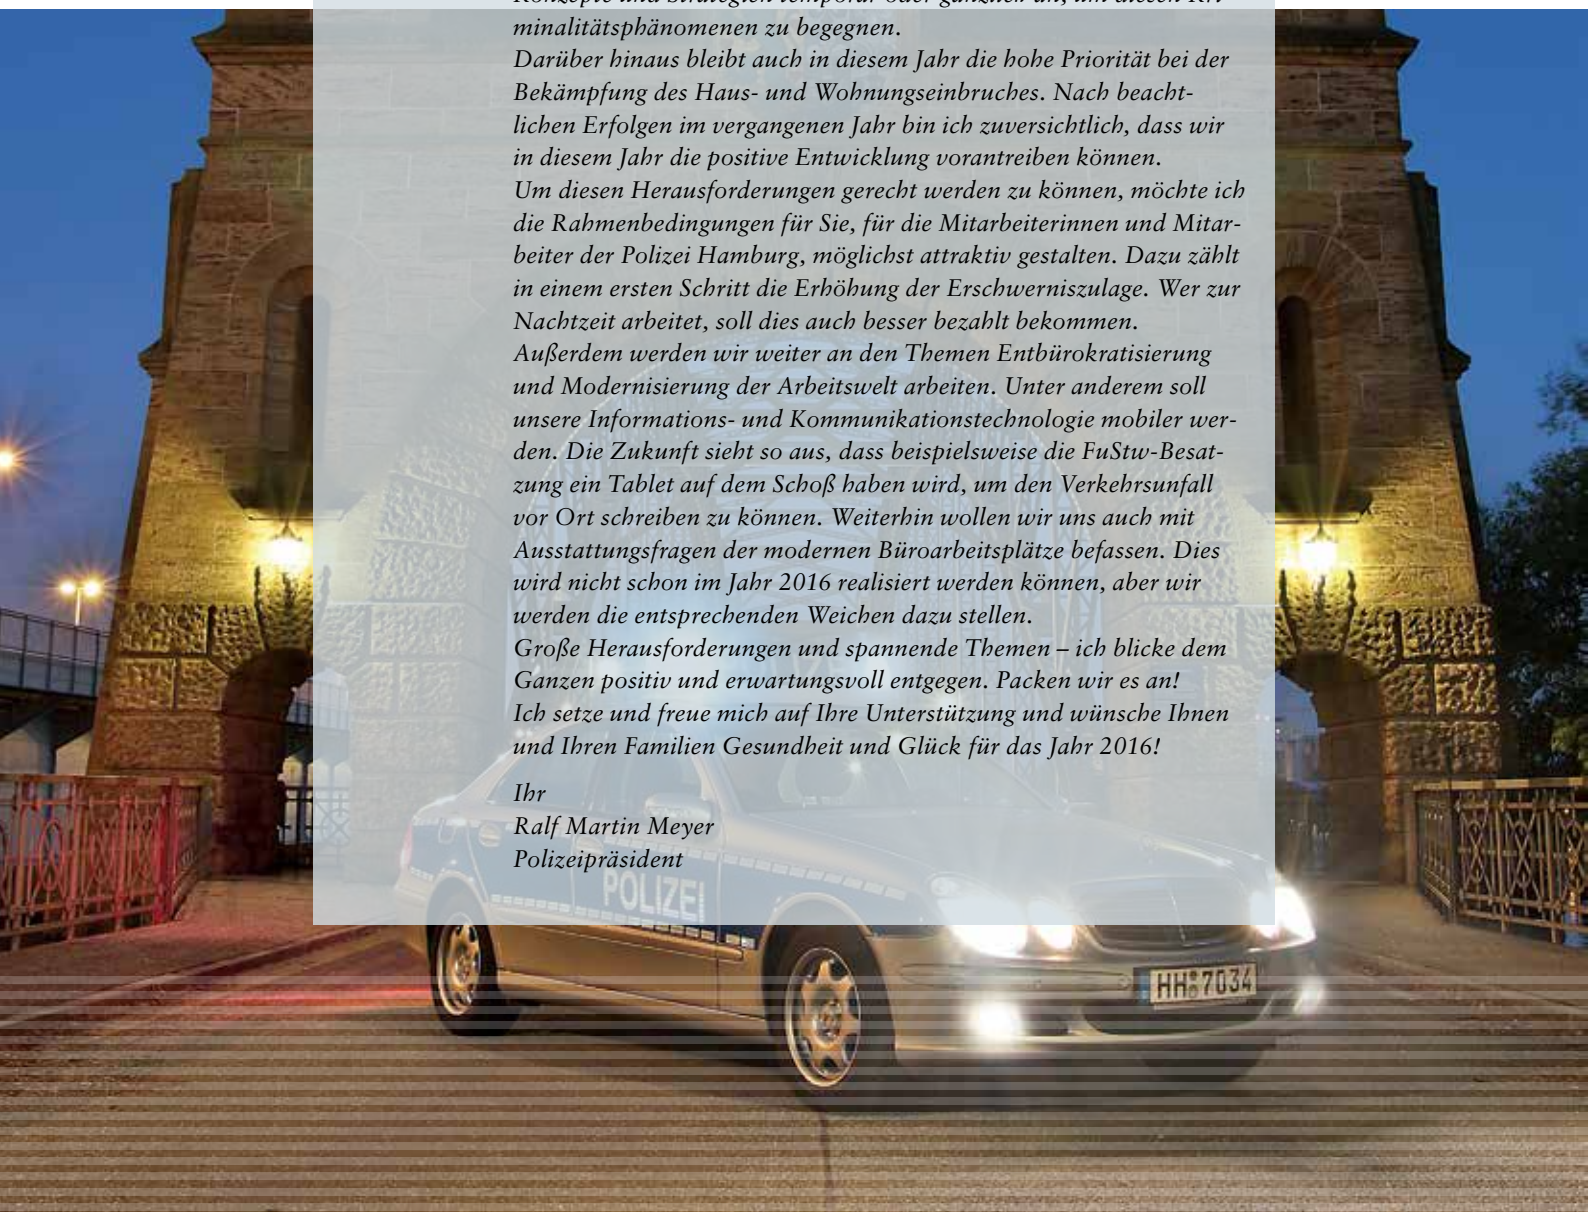 minalitätsphänomenen zu begegnen.
Darüber hinaus bleibt auch in diesem Jahr die hohe Priorität bei der
Bekämpfung des Haus- und Wohnungseinbruches. Nach beacht-
lichen Erfolgen im vergangenen Jahr bin ich zuversichtlich, dass wir
in diesem Jahr die positive Entwicklung vorantreiben können.
Um diesen Herausforderungen gerecht werden zu können, möchte ich
die Rahmenbedingungen für Sie, für die Mitarbeiterinnen und Mitar-
beiter der Polizei Hamburg, möglichst attraktiv gestalten. Dazu zählt
in einem ersten Schritt die Erhöhung der Erschwerniszulage. Wer zur
Nachtzeit arbeitet, soll dies auch besser bezahlt bekommen.
Außerdem werden wir weiter an den Themen Entbürokratisierung
und Modernisierung der Arbeitswelt arbeiten. Unter anderem soll
unsere Informations- und Kommunikationstechnologie mobiler wer-
den. Die Zukunft sieht so aus, dass beispielsweise die FuStw-Besat-
zung ein Tablet auf dem Schoß haben wird, um den Verkehrsunfall
vor Ort schreiben zu können. Weiterhin wollen wir uns auch mit
Ausstattungsfragen der modernen Büroarbeitsplätze befassen. Dies
wird nicht schon im Jahr 2016 realisiert werden können, aber wir
werden die entsprechenden Weichen dazu stellen.
Große Herausforderungen und spannende Themen – ich blicke dem
Ganzen positiv und erwartungsvoll entgegen. Packen wir es an!
Ich setze und freue mich auf Ihre Unterstützung und wünsche Ihnen
und Ihren Familien Gesundheit und Glück für das Jahr 2016!
Ihr
Ralf Martin Meyer
Polizeipräsident
POLIZEI
HH 7034